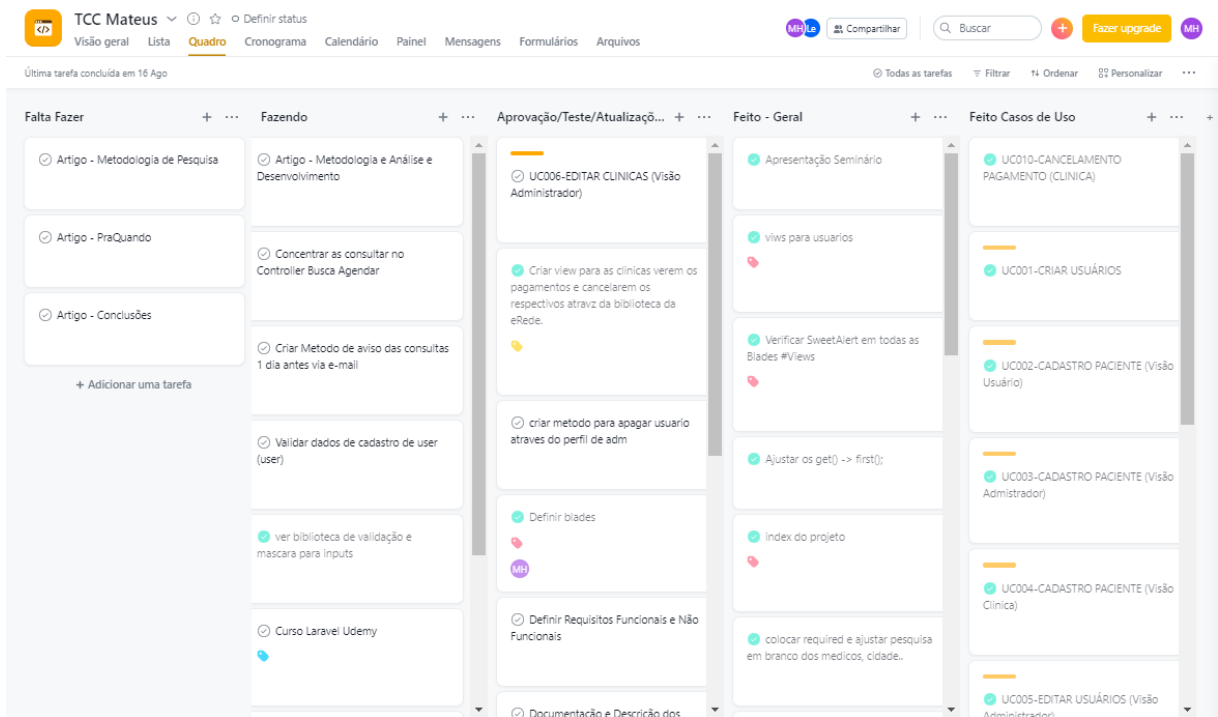 TCC Mateus
Definir status
Visão geral
Lista
Quadro
Cronograma
Calendário
Painel
Mensagens
Formulários
Arquivos
MH
Le
Compartilhar
Buscar
Fazer upgrade
MH
Última tarefa concluída em 16 Ago
Todas as tarefas
Filtrar
Ordenar
Personalizar
Falta Fazer
Artigo - Metodologia de Pesquisa
Artigo - PraQuando
Artigo - Conclusões
+ Adicionar uma tarefa
Fazendo
Artigo - Metodologia e Análise e
Desenvolvimento
Concentrar as consultar no
Controller Busca Agendar
Criar Metodo de aviso das consultas
1 dia antes via e-mail
Validar dados de cadastro de user
(user)
ver biblioteca de validação e
mascara para inputs
Curso Laravel Udemy
Aprovação/Teste/Atualizaçõ...
UC006-EDITAR CLINICAS (Visão
Administrador)
Criar view para as clinicas verem os
pagamentos e cancelarem os
respectivos atravz da biblioteca da
eRede.
criar metodo para apagar usuario
atraves do perfil de adm
Definir blades
MH
Definir Requisitos Funcionais e Não
Funcionais
Documentação e Descrição dos
Feito - Geral
Apresentação Seminário
viws para usuarios
Verificar SweetAlert em todas as
Blades #Views
Ajustar os get() -> first();
index do projeto
colocar required e ajustar pesquisa
em branco dos medicos, cidade..
Feito Casos de Uso
UC010-CANCELAMENTO
PAGAMENTO (CLINICA)
UC001-CRIAR USUÁRIOS
UC002-CADASTRO PACIENTE (Visão
Usuário)
UC003-CADASTRO PACIENTE (Visão
Admistrador)
UC004-CADASTRO PACIENTE (Visão
Clínica)
UC005-EDITAR USUÁRIOS (Visão
Administrador)